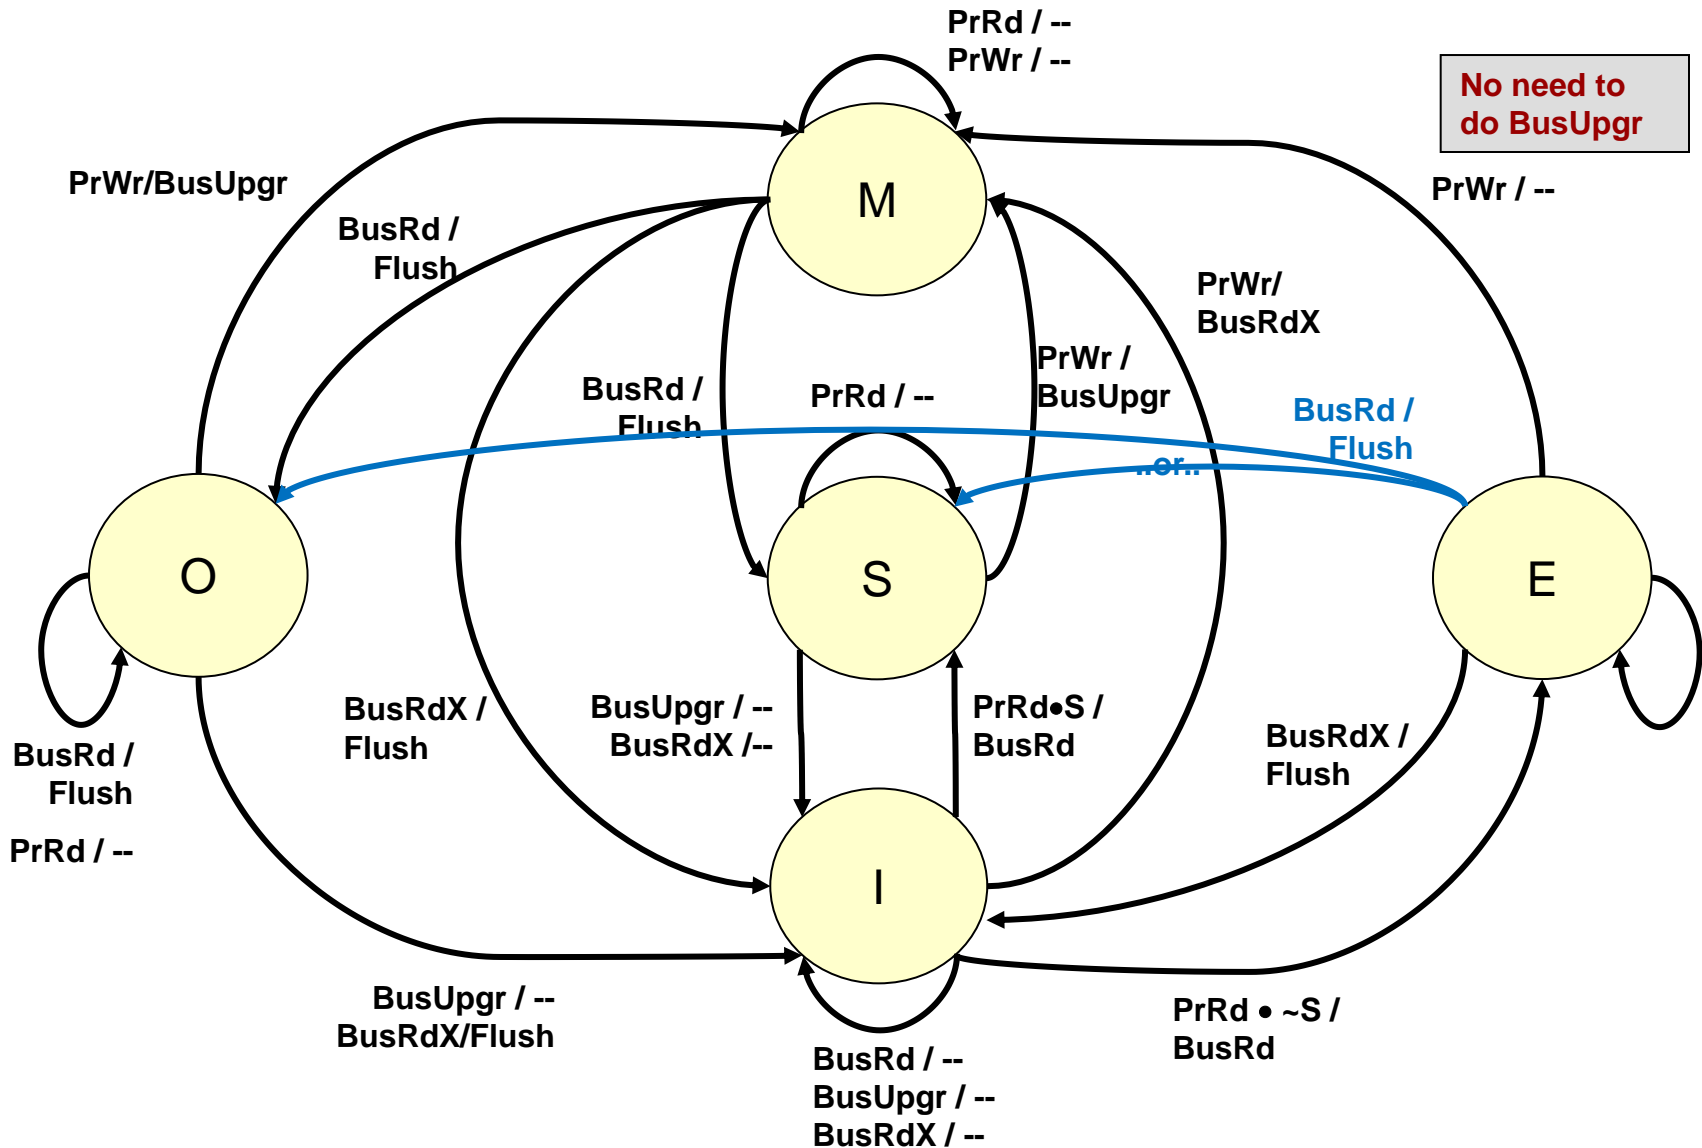 PrRd / --
PrWr / --
No need to
do BusUpgr
PrWr/BusUpgr
PrWr / --
M
BusRd /
Flush
PrWr/
BusRdX
PrWr /
BusUpgr
BusRd /
Flush
PrRd / --
BusRd /
Flush
..or..
O
S
E
BusRdX /
Flush
BusUpgr / --
BusRdX /--
PrRd•S /
BusRd
BusRdX /
Flush
BusRd /
Flush
PrRd / --
I
BusUpgr / --
BusRdX/Flush
PrRd • ~S /
BusRd
BusRd / --
BusUpgr / --
BusRdX / --